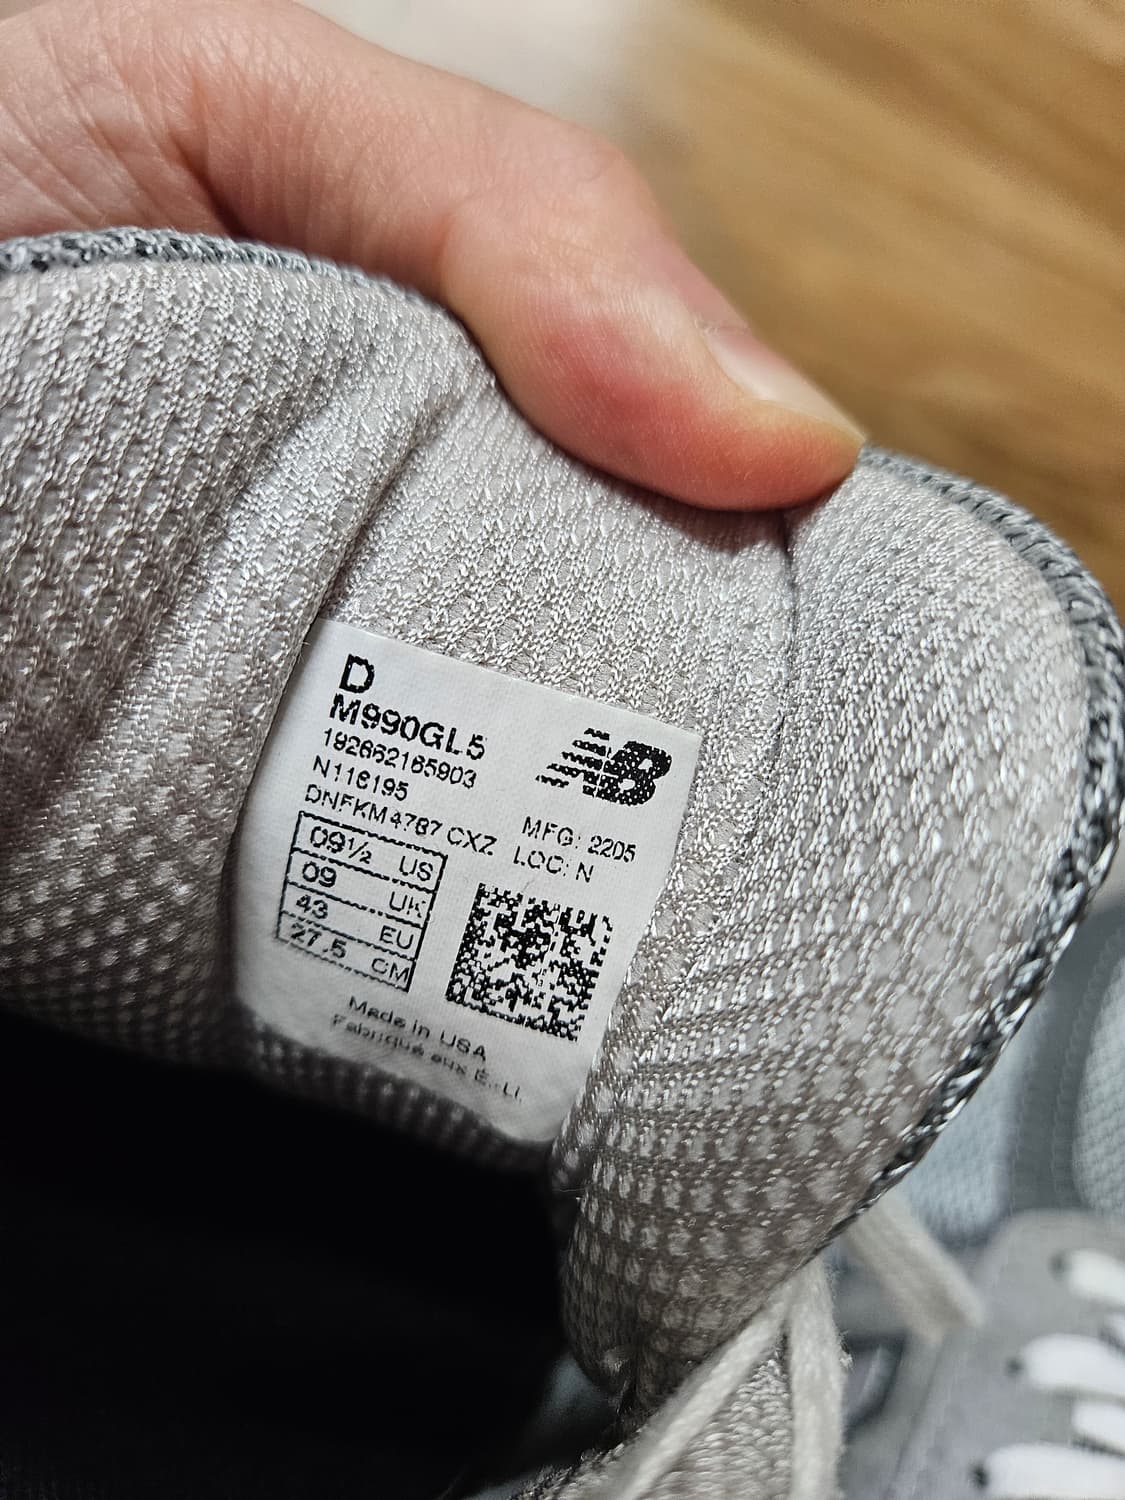 D
M990GL5
NB
192662165903
N116195
DNFKM4787 CXZ
MFG: 2205
LOC: N
09½ US
09 UK
43 EU
27.5 CM
Made in USA
Fabriqué aux É.-U.